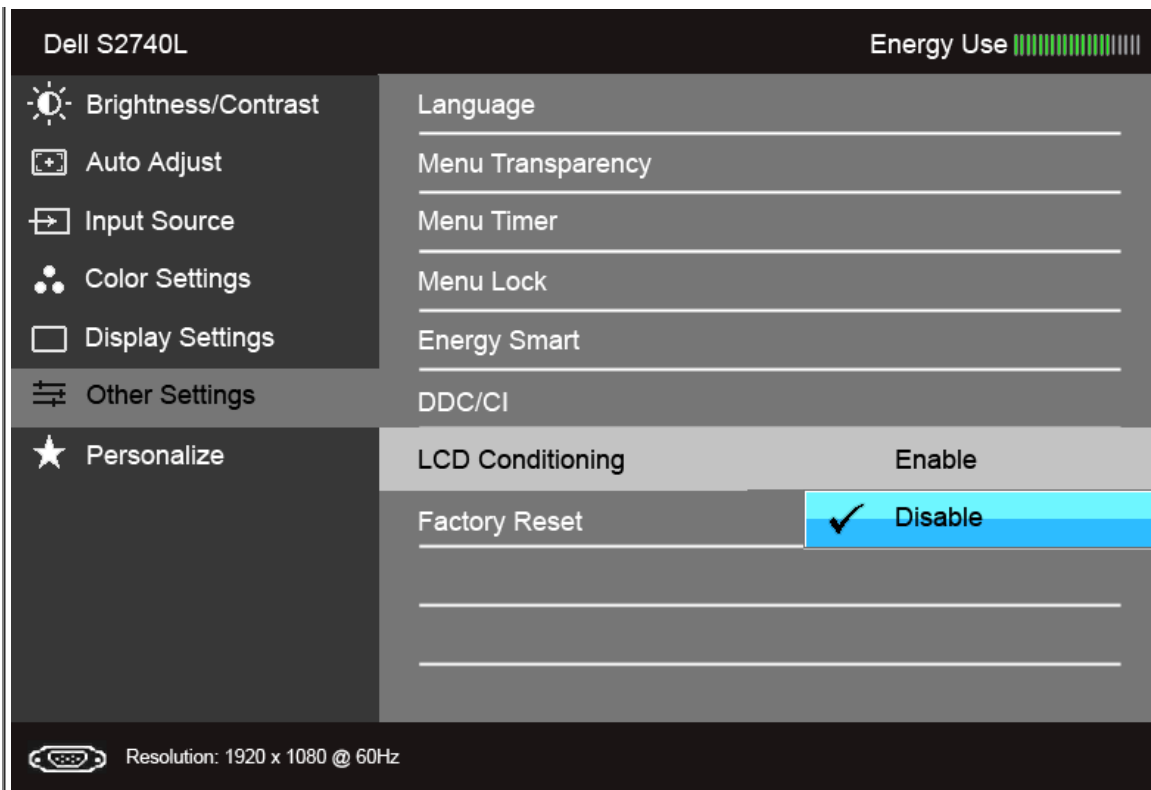 Dell S2740L
Energy Use
Brightness/Contrast
Auto Adjust
Input Source
Color Settings
Display Settings
Other Settings
Personalize
Language
Menu Transparency
Menu Timer
Menu Lock
Energy Smart
DDC/CI
LCD Conditioning
Enable
Disable
Factory Reset
Resolution: 1920 x 1080 @ 60Hz